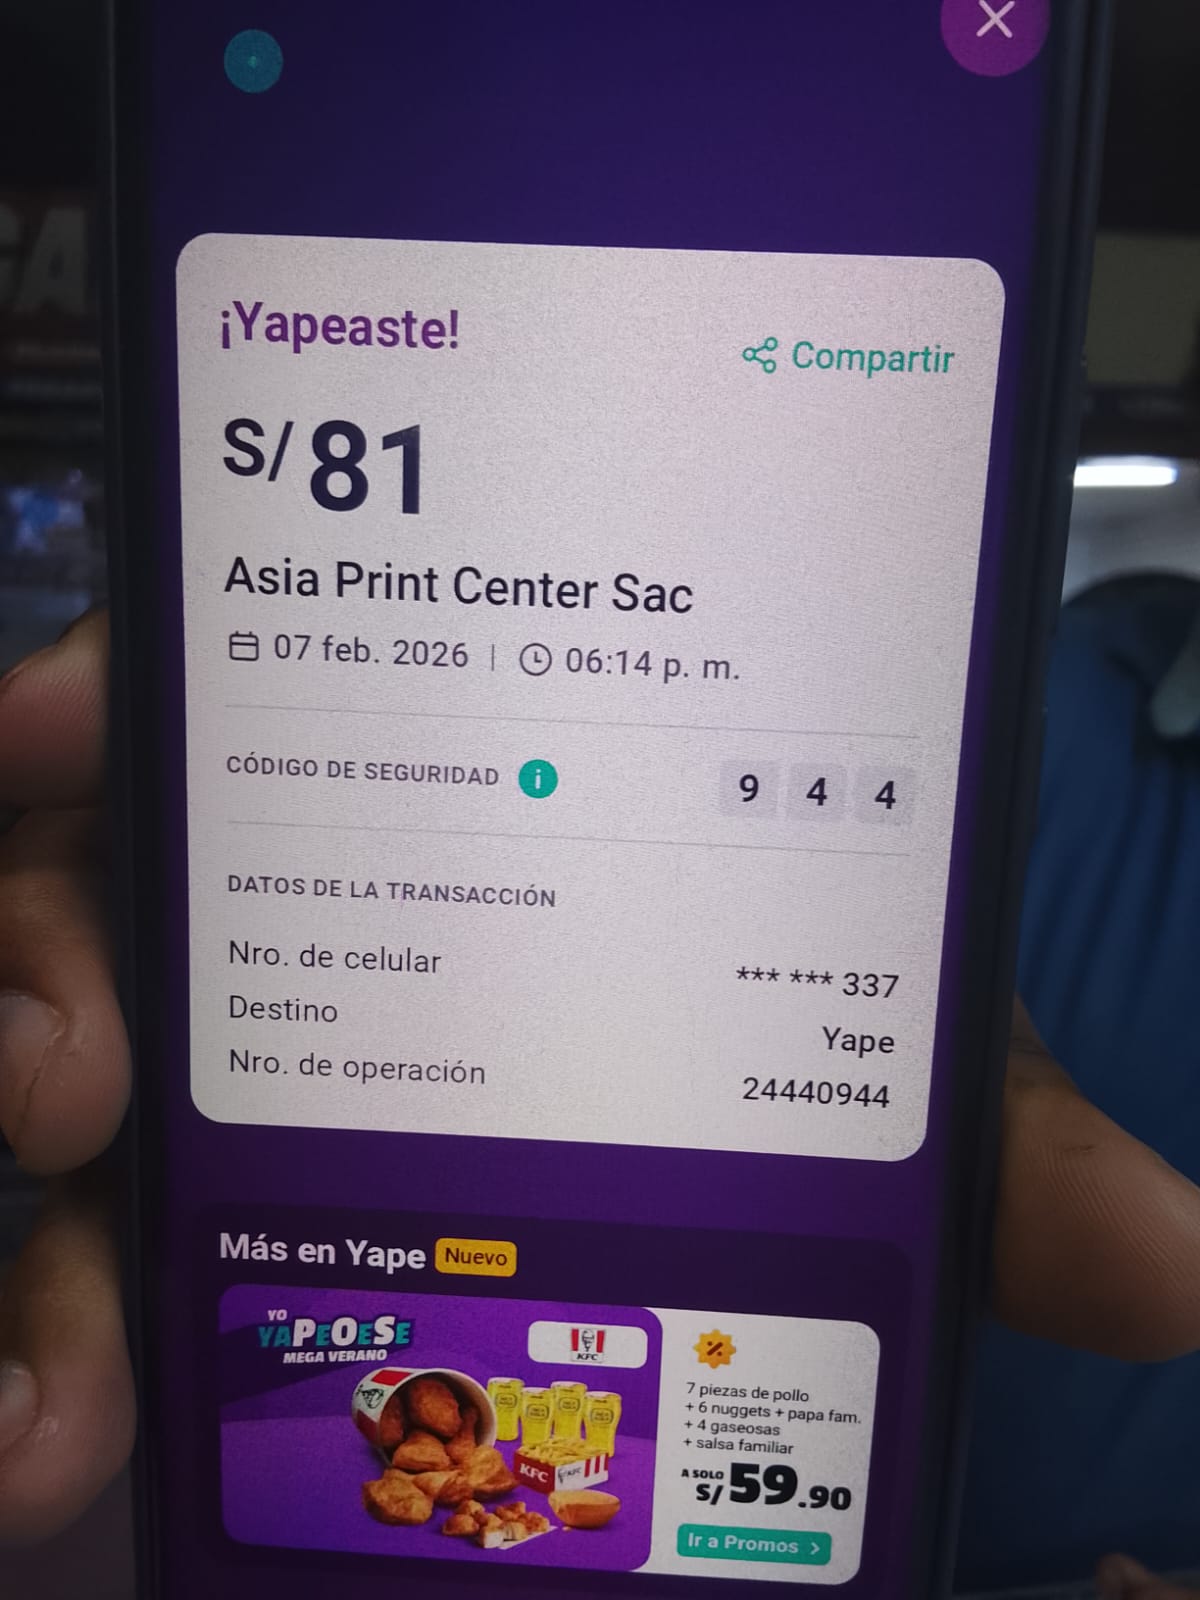 CA
¡Yapeaste!
Compartir
S/ 81
Asia Print Center Sac
07 feb. 2026 | 06:14 p. m.
CÓDIGO DE SEGURIDAD i 9 4 4
DATOS DE LA TRANSACCIÓN
Nro. de celular *** *** 337
Destino Yape
Nro. de operación 24440944
Más en Yape Nuevo
YO
YAPEOESE
MEGA VERANO
KFC
KFC
7 piezas de pollo
+ 6 nuggets + papa fam.
+ 4 gaseosas
+ salsa familiar
A SOLO
S/ 59.90
Ir a Promos >